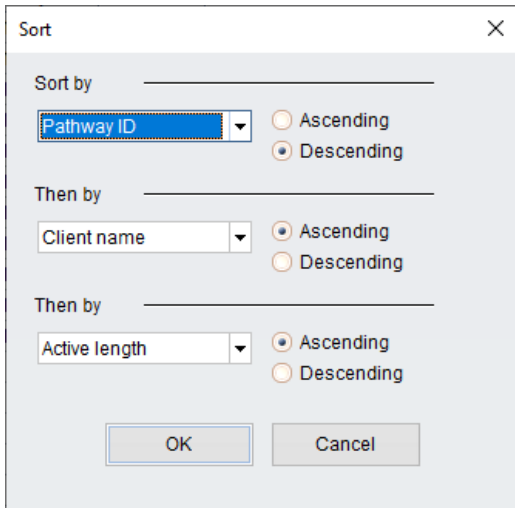 Sort
Sort by
Pathway ID
Ascending
Descending
Then by
Client name
Ascending
Descending
Then by
Active length
Ascending
Descending
OK
Cancel